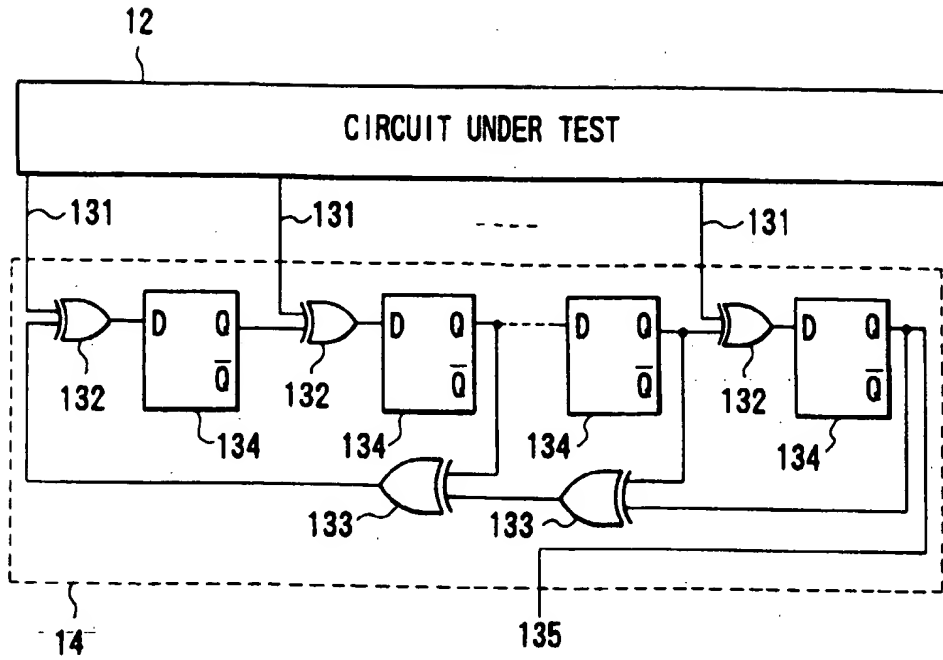 12
CIRCUIT UNDER TEST
131 131 131
D Q D Q D Q D Q
132 Q̅ 132 Q̅ Q̅ 132 Q̅
134 134 134 134
133 133
14 135